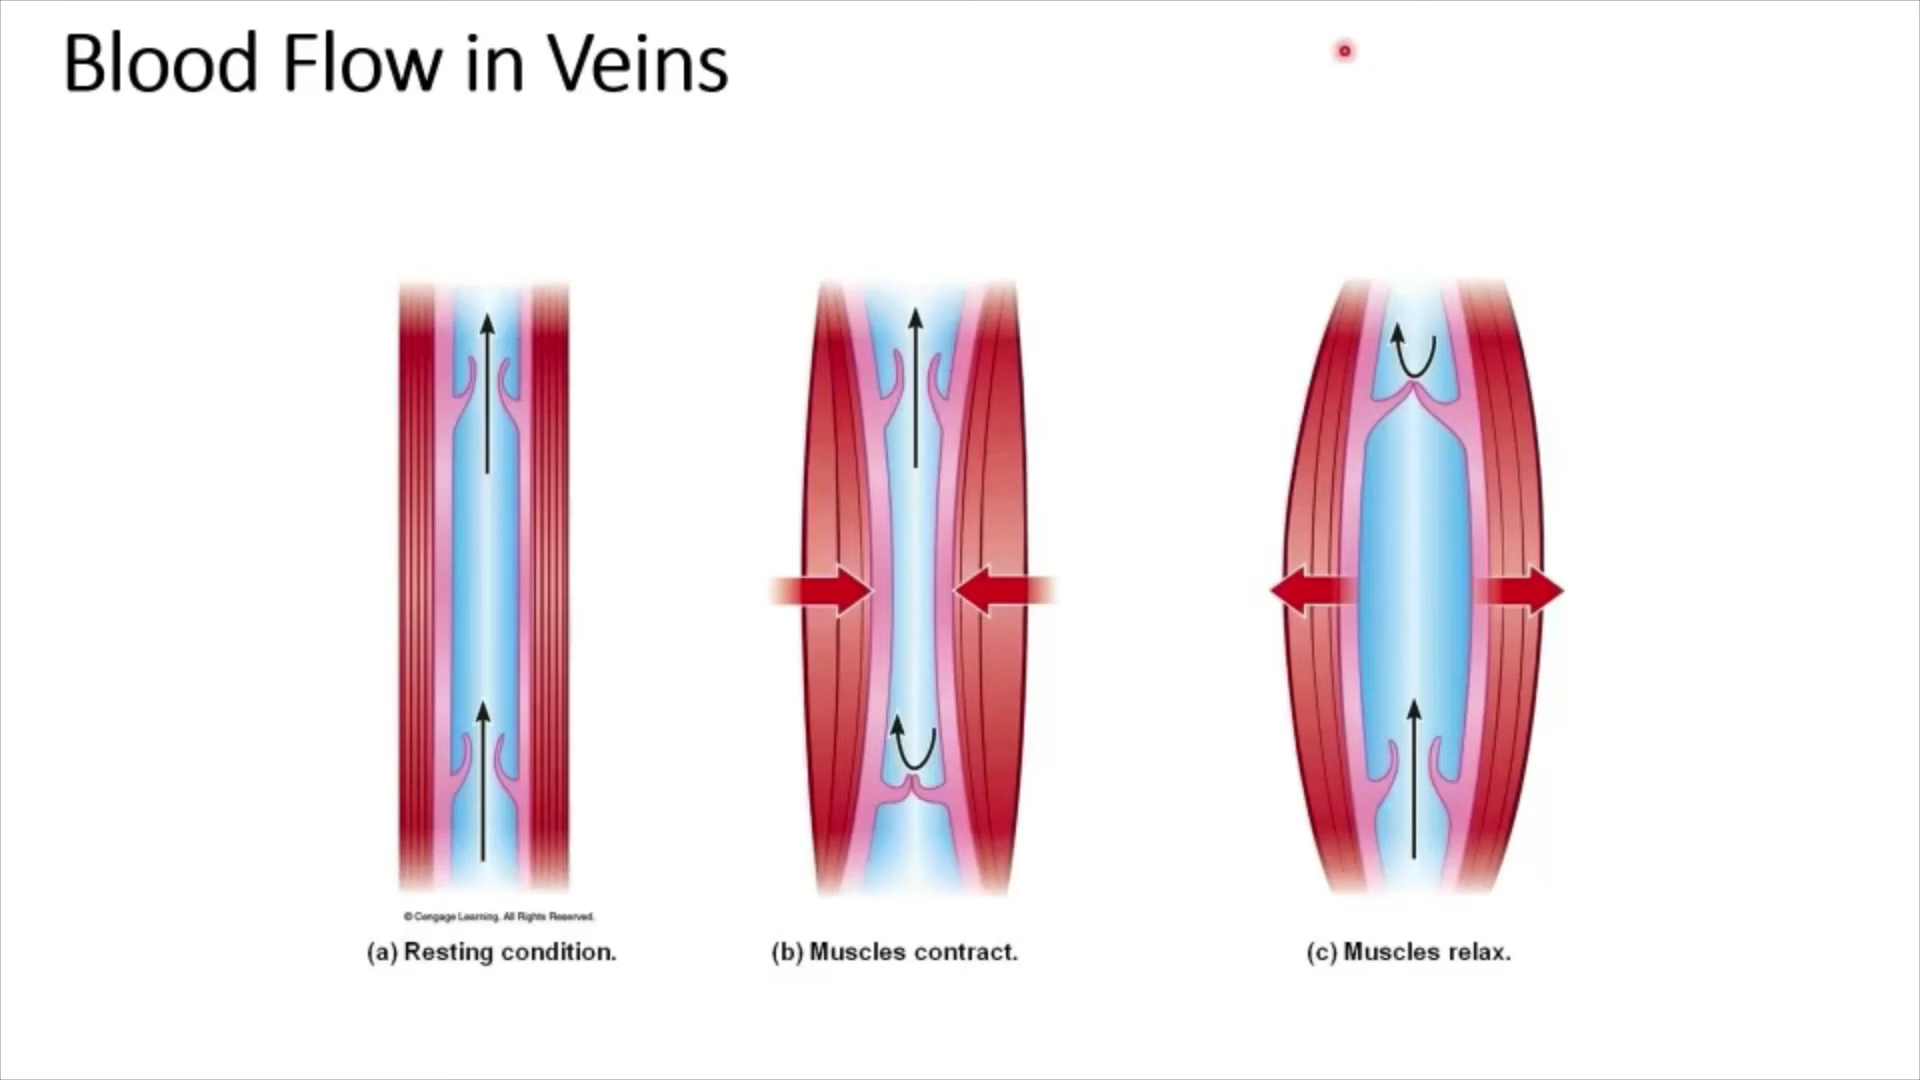 Blood Flow in Veins
© Cengage Learning. All Rights Reserved.
(a) Resting condition.
(b) Muscles contract.
(c) Muscles relax.